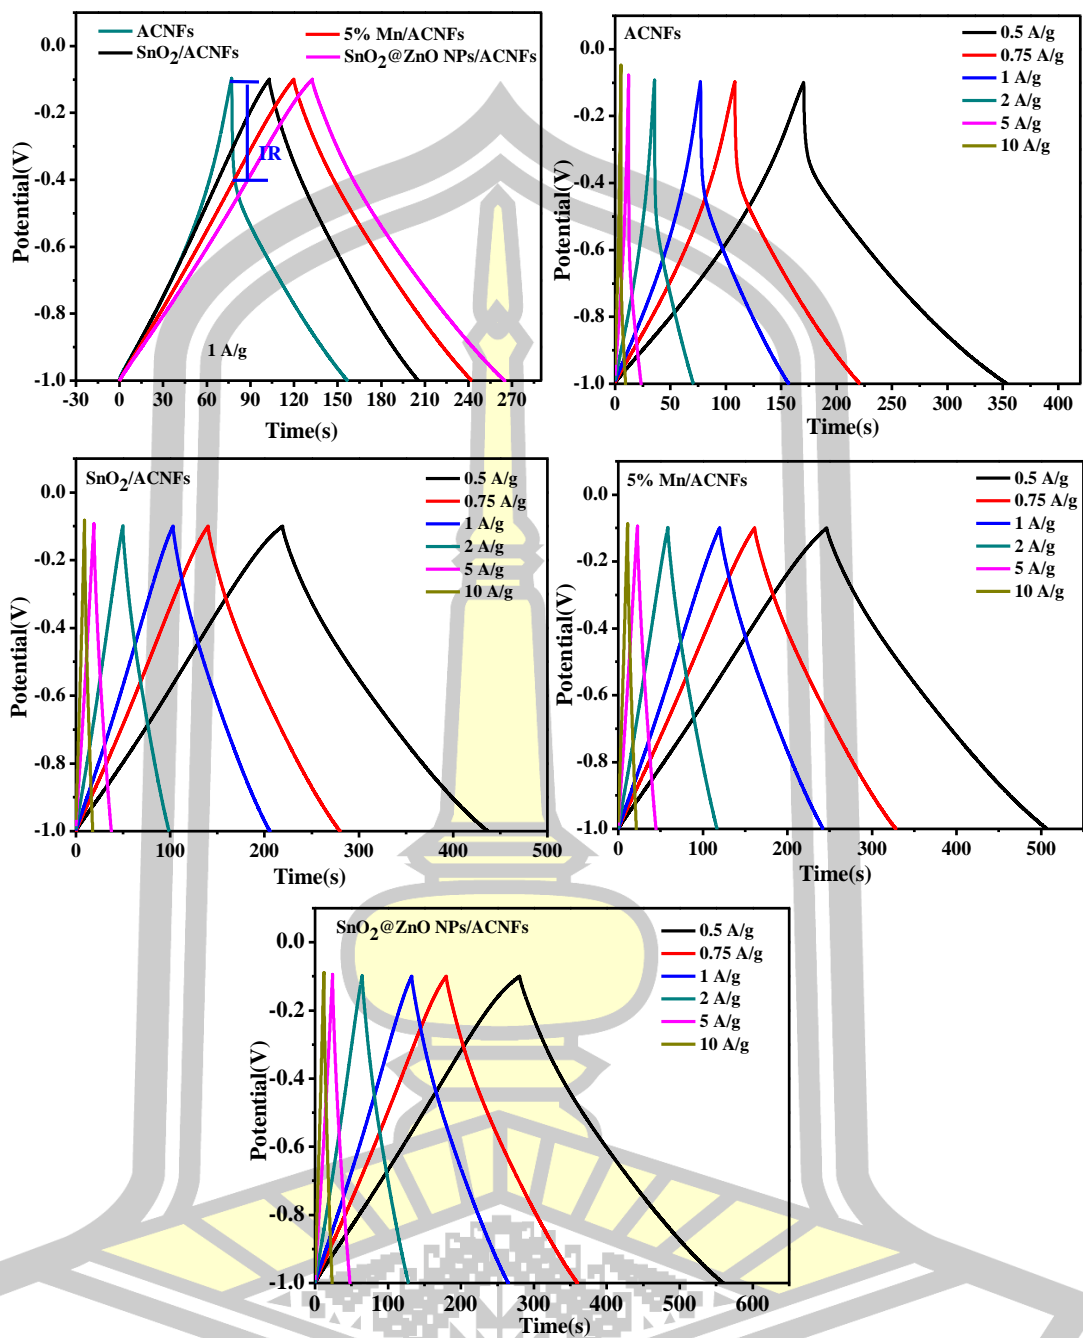 ACNFs
5% Mn/ACNFs
SnO2/ACNFs
SnO2@ZnO NPs/ACNFs
0.0
-0.2
-0.4
-0.6
-0.8
-1.0
Potential(V)
IR
1 A/g
-30 0 30 60 90 120 150 180 210 240 270
Time(s)
ACNFs
0.5 A/g
0.75 A/g
1 A/g
2 A/g
5 A/g
10 A/g
0.0
-0.2
-0.4
-0.6
-0.8
-1.0
Potential(V)
0 50 100 150 200 250 300 350 400
Time(s)
SnO2/ACNFs
0.5 A/g
0.75 A/g
1 A/g
2 A/g
5 A/g
10 A/g
0.0
-0.2
-0.4
-0.6
-0.8
-1.0
Potential(V)
0 100 200 300 400 500
Time(s)
5% Mn/ACNFs
0.5 A/g
0.75 A/g
1 A/g
2 A/g
5 A/g
10 A/g
0.0
-0.2
-0.4
-0.6
-0.8
-1.0
Potential(V)
0 100 200 300 400 500
Time(s)
SnO2@ZnO NPs/ACNFs
0.5 A/g
0.75 A/g
1 A/g
2 A/g
5 A/g
10 A/g
0.0
-0.2
-0.4
-0.6
-0.8
-1.0
Potential(V)
0 100 200 300 400 500 600
Time(s)